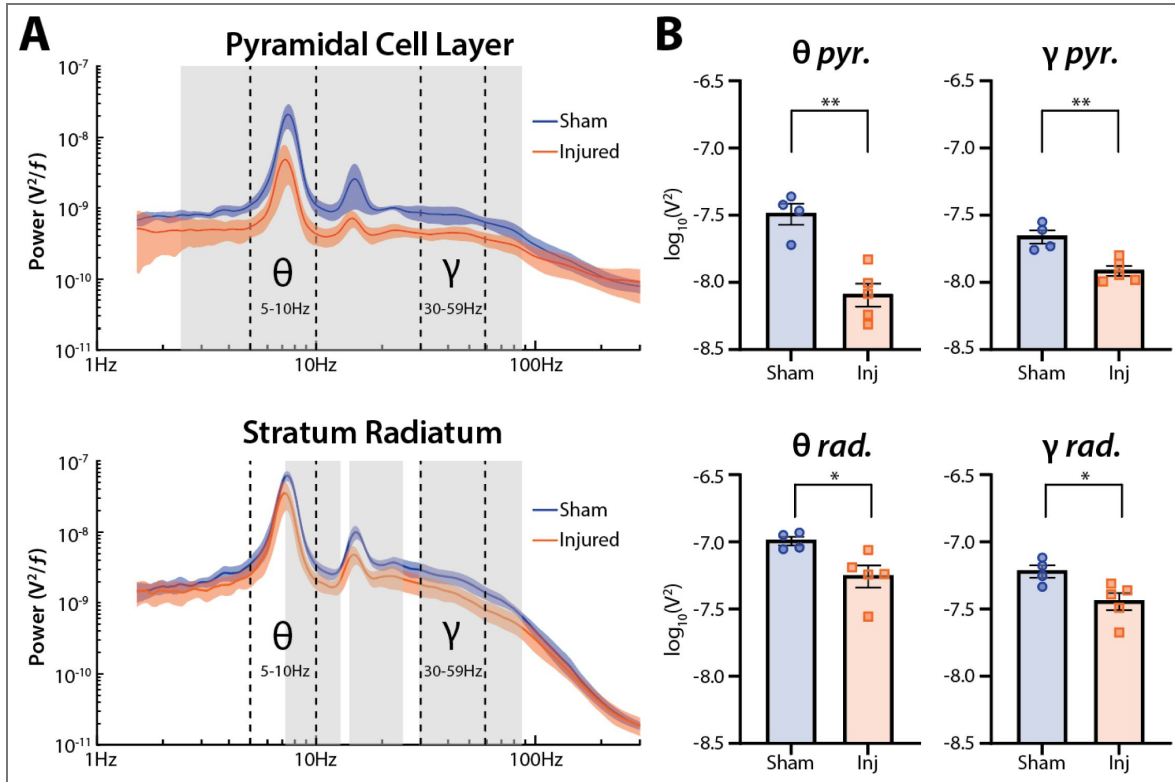 A
Pyramidal Cell Layer
10⁻⁷
10⁻⁸
10⁻⁹
10⁻¹⁰
10⁻¹¹
Power (V²/f)
Sham
Injured
θ
5-10Hz
γ
30-59Hz
1Hz
10Hz
100Hz
Stratum Radiatum
10⁻⁷
10⁻⁸
10⁻⁹
10⁻¹⁰
10⁻¹¹
Power (V²/f)
Sham
Injured
θ
5-10Hz
γ
30-59Hz
1Hz
10Hz
100Hz
B
θ pyr.
-6.5
-7.0
-7.5
-8.0
-8.5
log₁₀(V²)
**
Sham
Inj
γ pyr.
-6.5
-7.0
-7.5
-8.0
-8.5
**
Sham
Inj
θ rad.
-6.5
-7.0
-7.5
-8.0
-8.5
log₁₀(V²)
*
Sham
Inj
γ rad.
-6.5
-7.0
-7.5
-8.0
-8.5
*
Sham
Inj